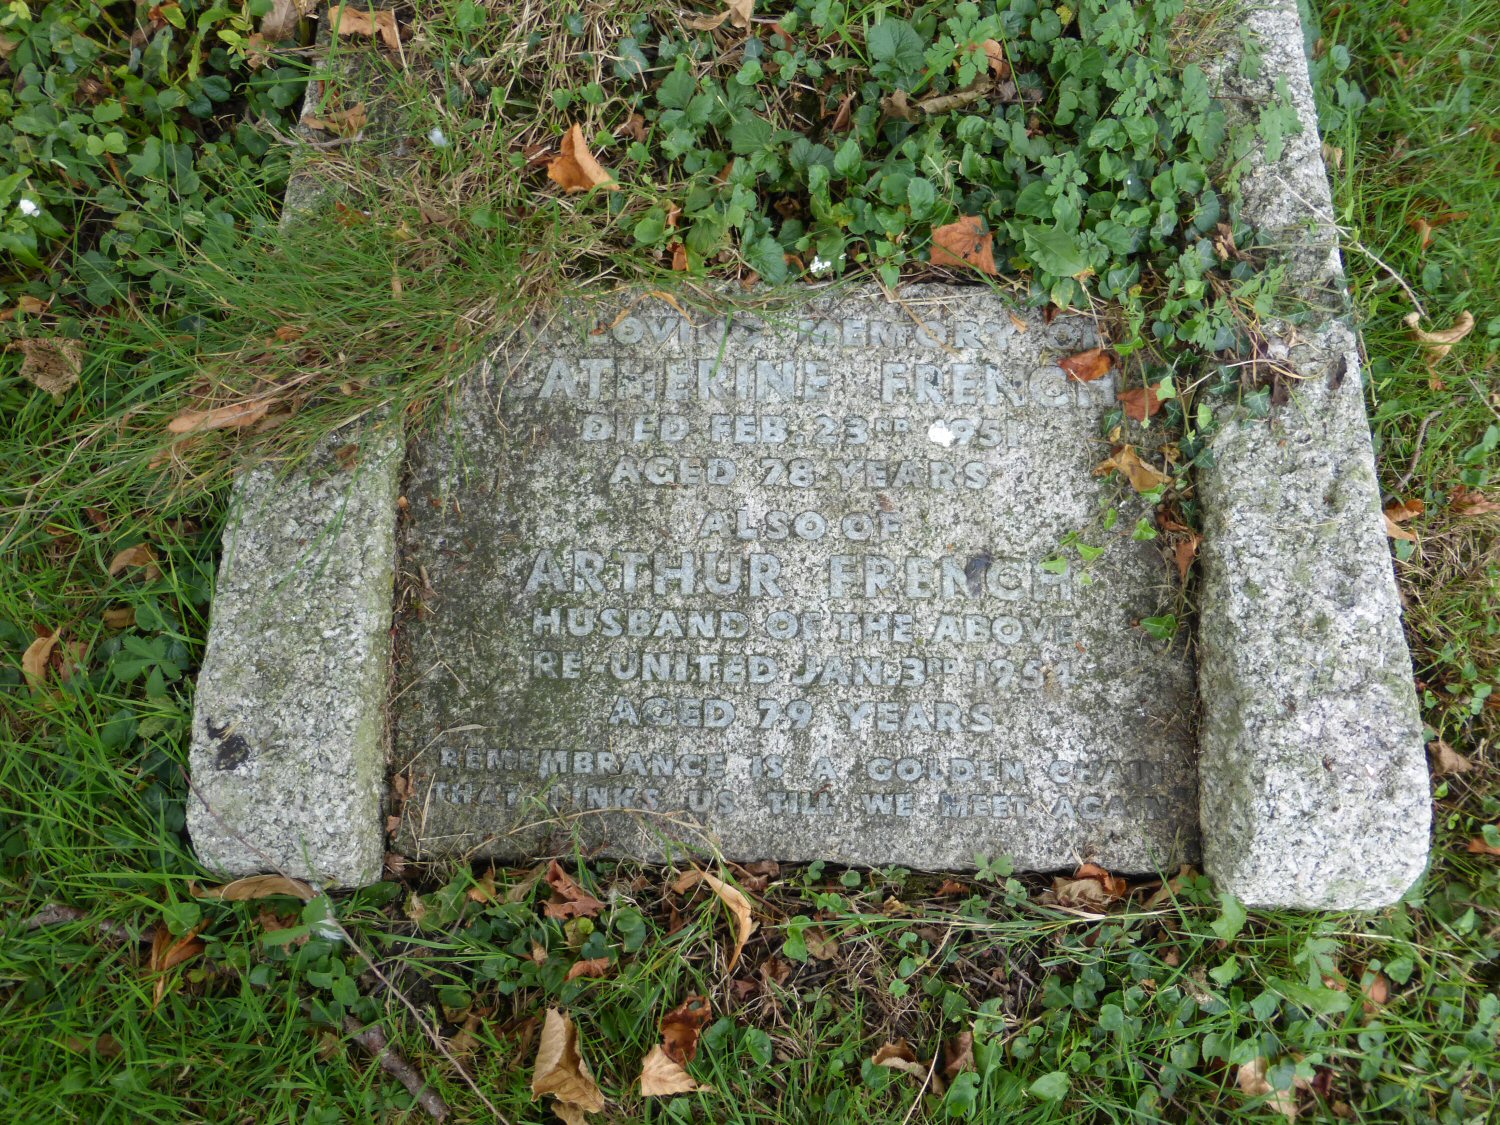 LOVING MEMORY OF
CATHERINE FRENCH
DIED FEB. 23RD 1951
AGED 78 YEARS
ALSO OF
ARTHUR FRENCH
HUSBAND OF THE ABOVE
RE-UNITED JAN. 3RD 1954
AGED 79 YEARS
REMEMBRANCE IS A GOLDEN CHAIN
THAT LINKS US TILL WE MEET AGAIN